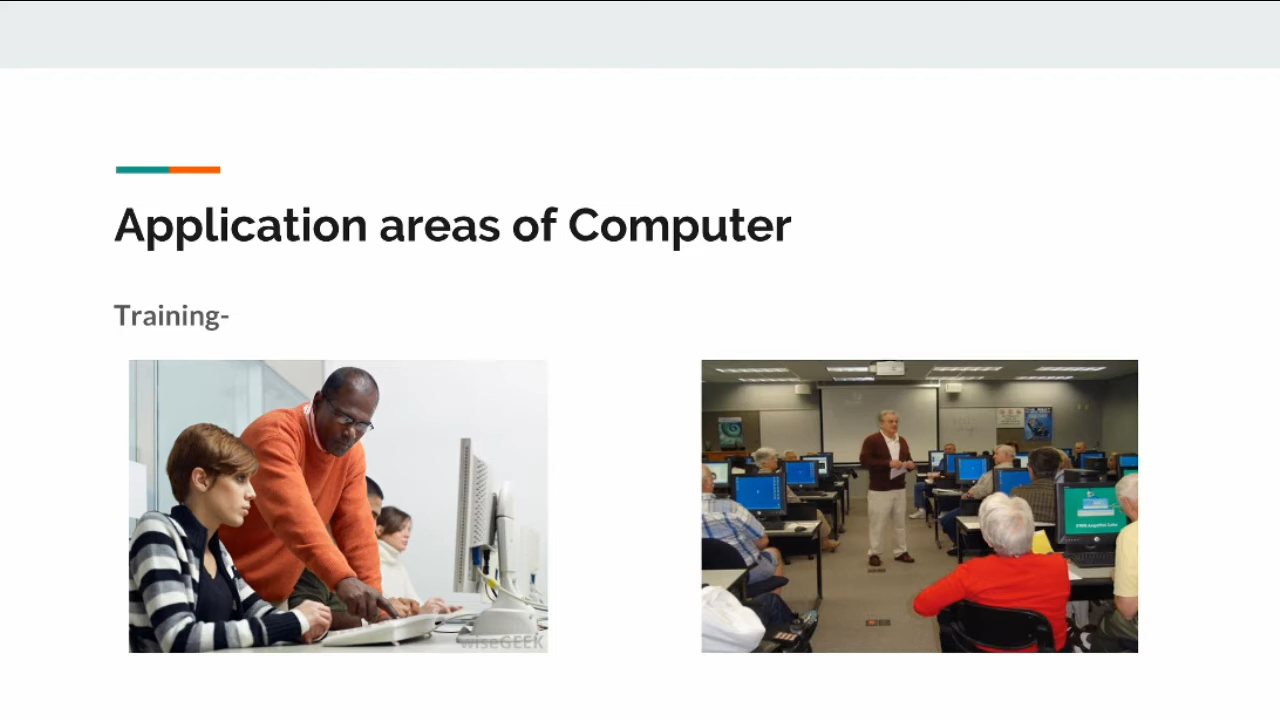 Application areas of Computer
Training-
wiseGEEK